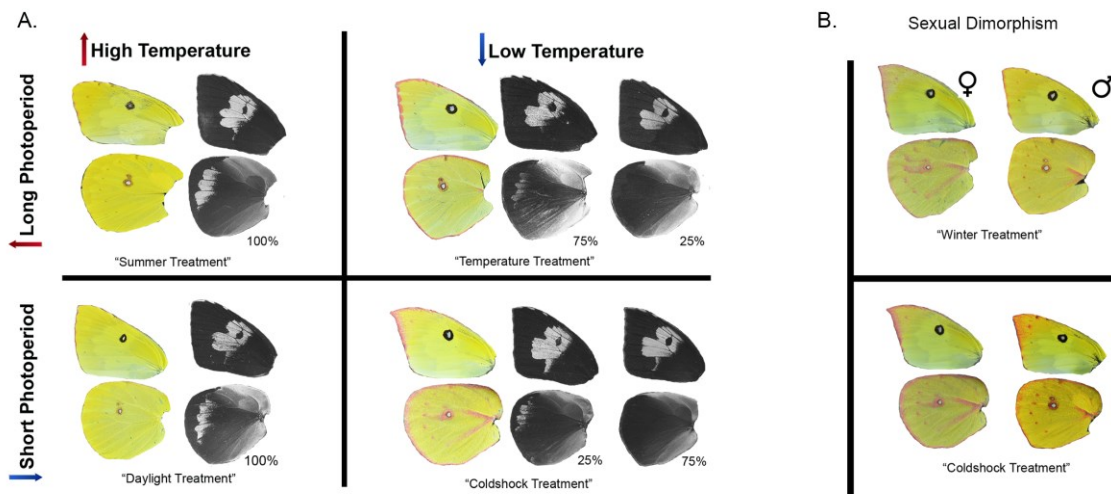 A.
High Temperature
Low Temperature
Long Photoperiod
100%
"Summer Treatment"
75%
25%
"Temperature Treatment"
Short Photoperiod
100%
"Daylight Treatment"
25%
75%
"Coldshock Treatment"
B.
Sexual Dimorphism
♀
♂
"Winter Treatment"
"Coldshock Treatment"